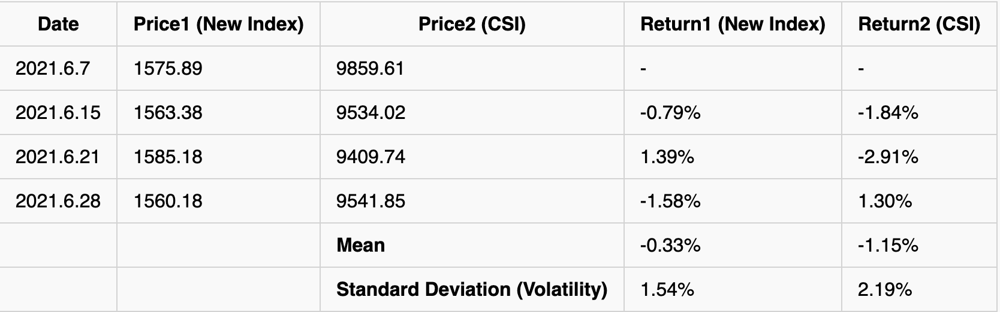 Date Price1 (New Index) Price2 (CSI) Return1 (New Index) Return2 (CSI)
2021.6.7 1575.89 9859.61 - -
2021.6.15 1563.38 9534.02 -0.79% -1.84%
2021.6.21 1585.18 9409.74 1.39% -2.91%
2021.6.28 1560.18 9541.85 -1.58% 1.30%
Mean -0.33% -1.15%
Standard Deviation (Volatility) 1.54% 2.19%